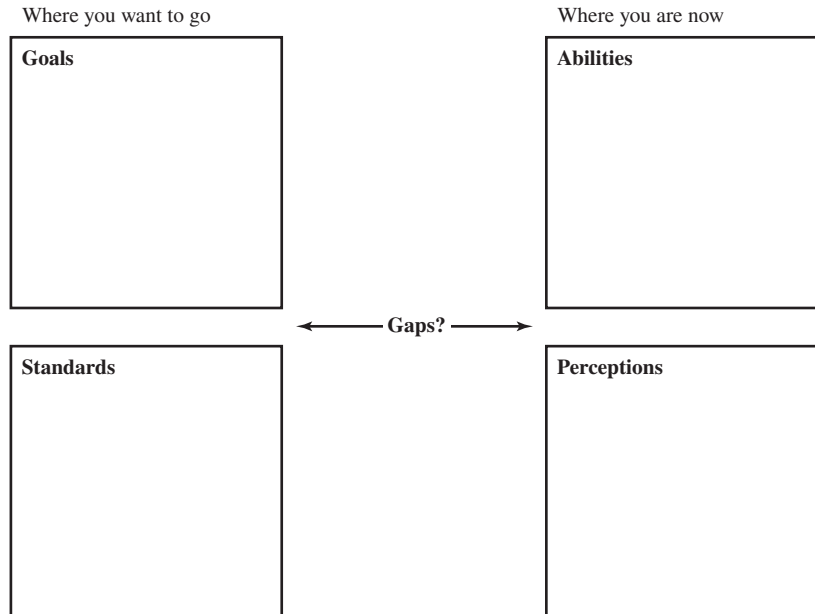 Where you want to go
Where you are now
Goals
Abilities
Gaps?
Standards
Perceptions